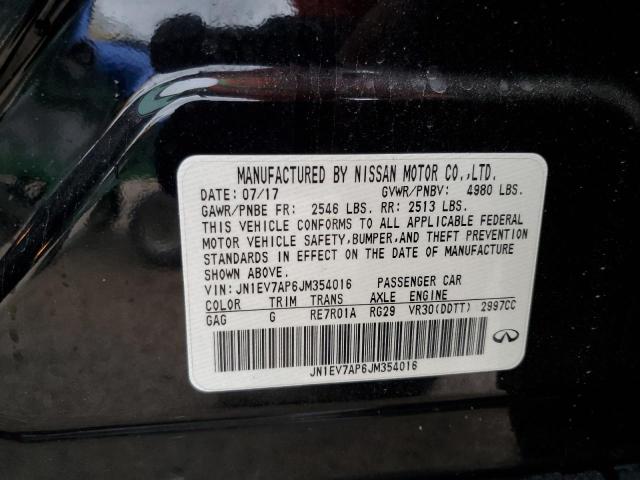 MANUFACTURED BY NISSAN MOTOR CO.,LTD.
DATE: 07/17 GVWR/PNBV: 4980 LBS.
GAWR/PNBE FR: 2546 LBS. RR: 2513 LBS.
THIS VEHICLE CONFORMS TO ALL APPLICABLE FEDERAL
MOTOR VEHICLE SAFETY,BUMPER,AND THEFT PREVENTION
STANDARDS IN EFFECT ON THE DATE OF MANUFACTURE
SHOWN ABOVE.
VIN: JN1EV7AP6JM354016 PASSENGER CAR
COLOR TRIM TRANS AXLE ENGINE
GAG G RE7R01A RG29 VR30(DDTT) 2997CC
JN1EV7AP6JM354016